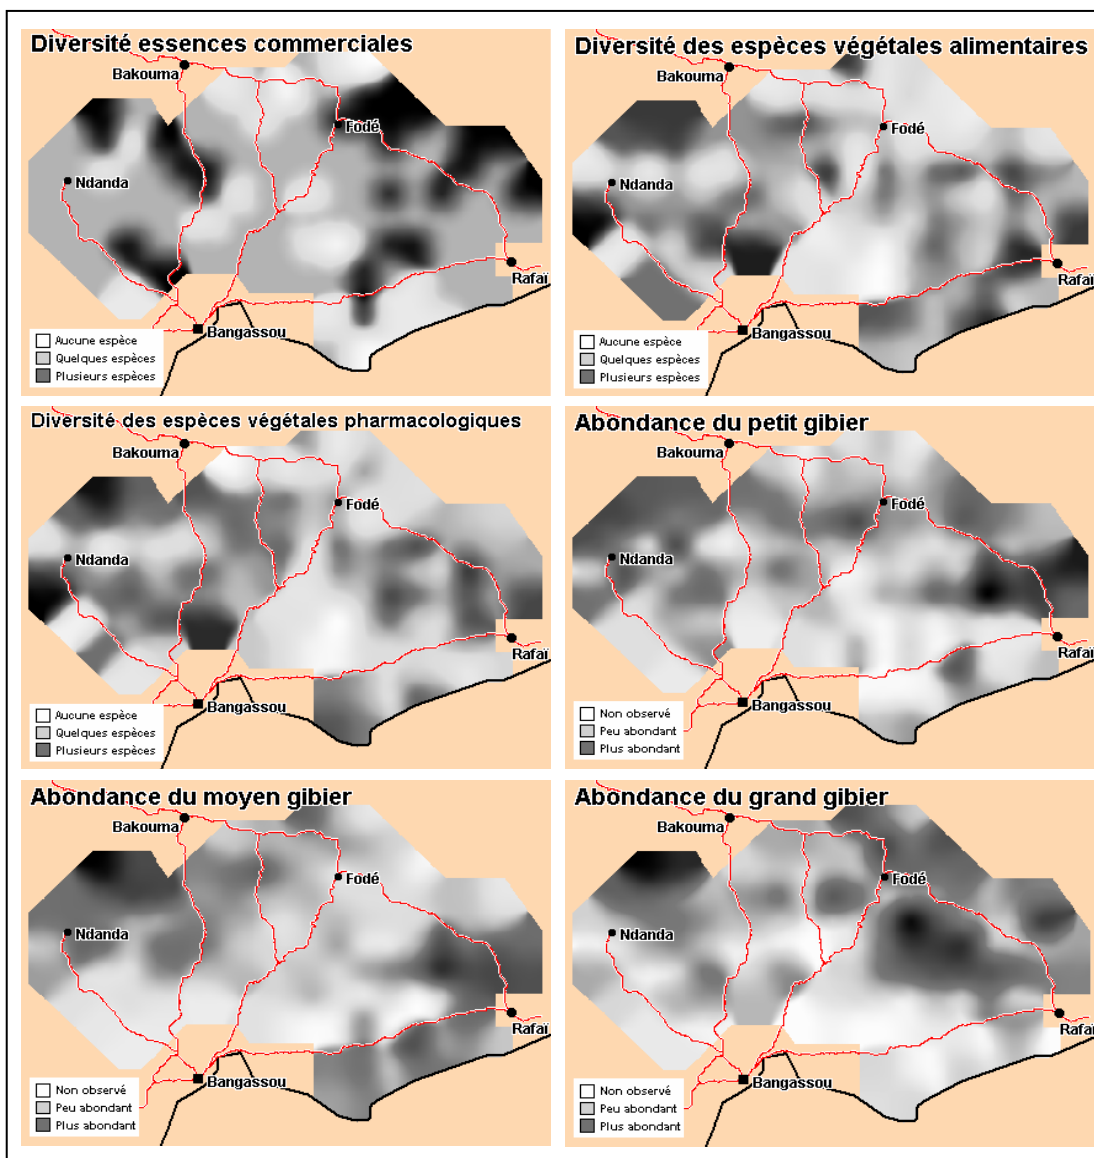 Diversité essences commerciales
Bakouma
Fodé
Ndanda
Rafaï
Bangassou
Aucune espèce
Quelques espèces
Plusieurs espèces
Diversité des espèces végétales alimentaires
Bakouma
Fodé
Ndanda
Rafaï
Bangassou
Aucune espèce
Quelques espèces
Plusieurs espèces
Diversité des espèces végétales pharmacologiques
Bakouma
Fodé
Ndanda
Rafaï
Bangassou
Aucune espèce
Quelques espèces
Plusieurs espèces
Abondance du petit gibier
Bakouma
Fodé
Ndanda
Rafaï
Bangassou
Non observé
Peu abondant
Plus abondant
Abondance du moyen gibier
Bakouma
Fodé
Ndanda
Rafaï
Bangassou
Non observé
Peu abondant
Plus abondant
Abondance du grand gibier
Bakouma
Fodé
Ndanda
Rafaï
Bangassou
Non observé
Peu abondant
Plus abondant